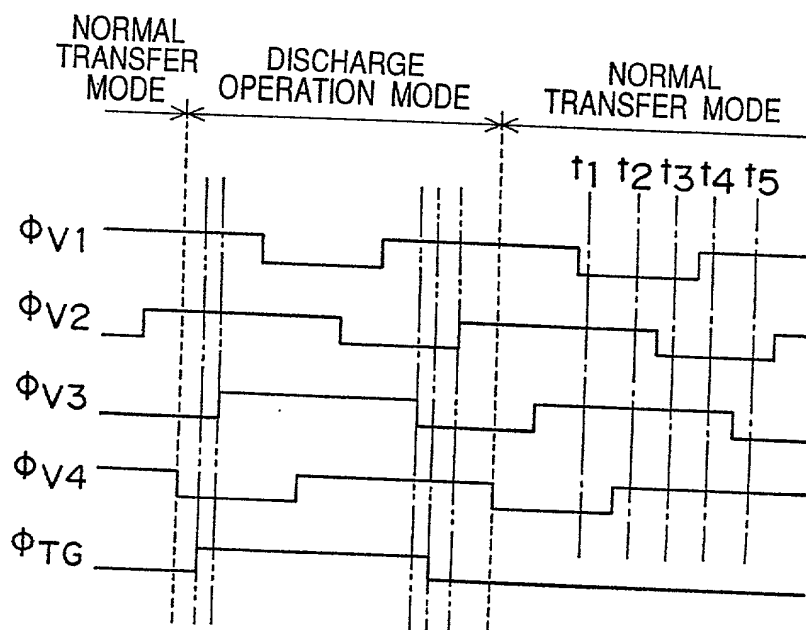 NORMAL
TRANSFER
MODE
DISCHARGE
OPERATION MODE
NORMAL
TRANSFER MODE
t1 t2 t3 t4 t5
ΦV1
ΦV2
ΦV3
ΦV4
ΦTG